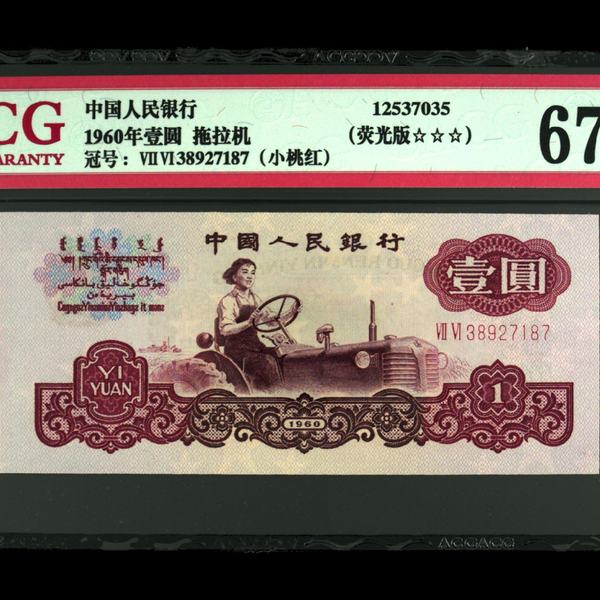 CG
ARANTY
中国人民银行
1960年壹圆 拖拉机
冠号：Ⅶ Ⅵ 38927187（小桃红）
12537035
（荧光版☆☆☆）
67
中國人民銀行
壹圓
Ⅶ Ⅵ 38927187
YI
YUAN
1960
1
ACGACG